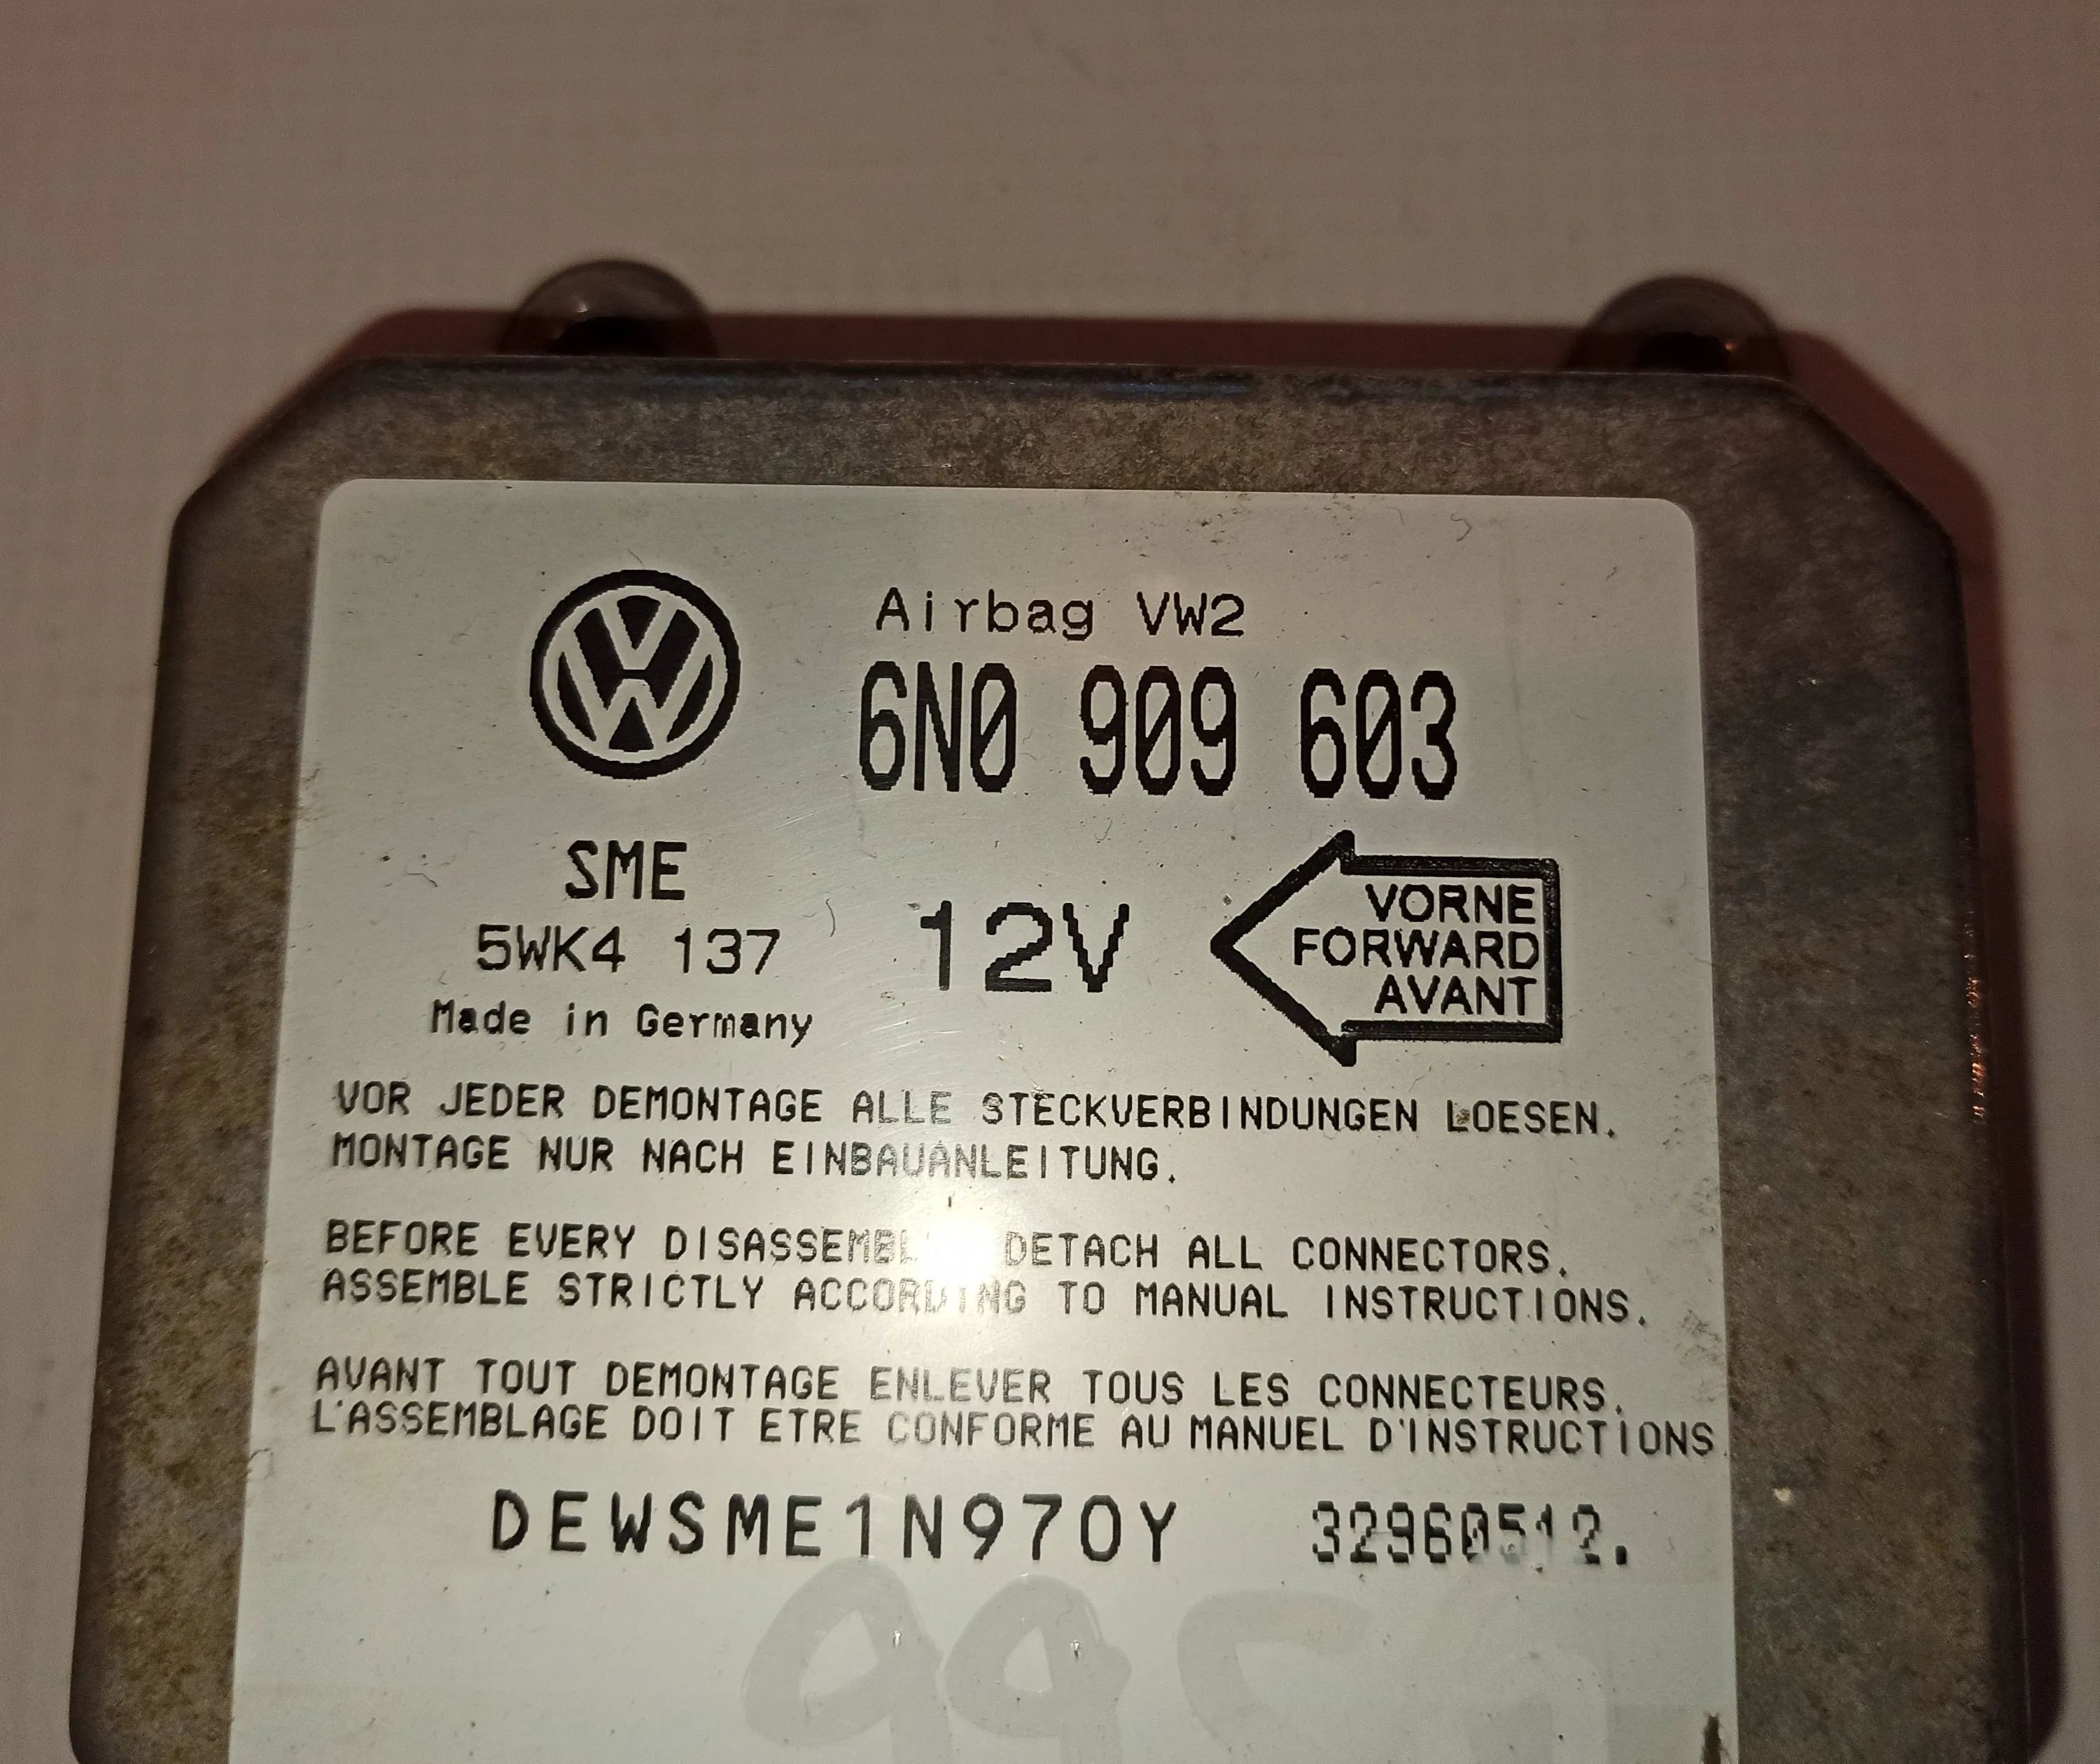 Airbag VW2
6N0 909 603
SME
5WK4 137
Made in Germany
12V
VORNE
FORWARD
AVANT
VOR JEDER DEMONTAGE ALLE STECKVERBINDUNGEN LOESEN.
MONTAGE NUR NACH EINBAUANLEITUNG.
BEFORE EVERY DETACH ALL CONNECTORS.
ASSEMBLE STRICTLY ACCORDING TO MANUAL INSTRUCTIONS.
AVANT TOUT DEMONTAGE ENLEVER TOUS LES CONNECTEURS.
L'ASSEMBLAGE DOIT ETRE CONFORME AU MANUEL D'INSTRUCTIONS
DEWSME1N970Y